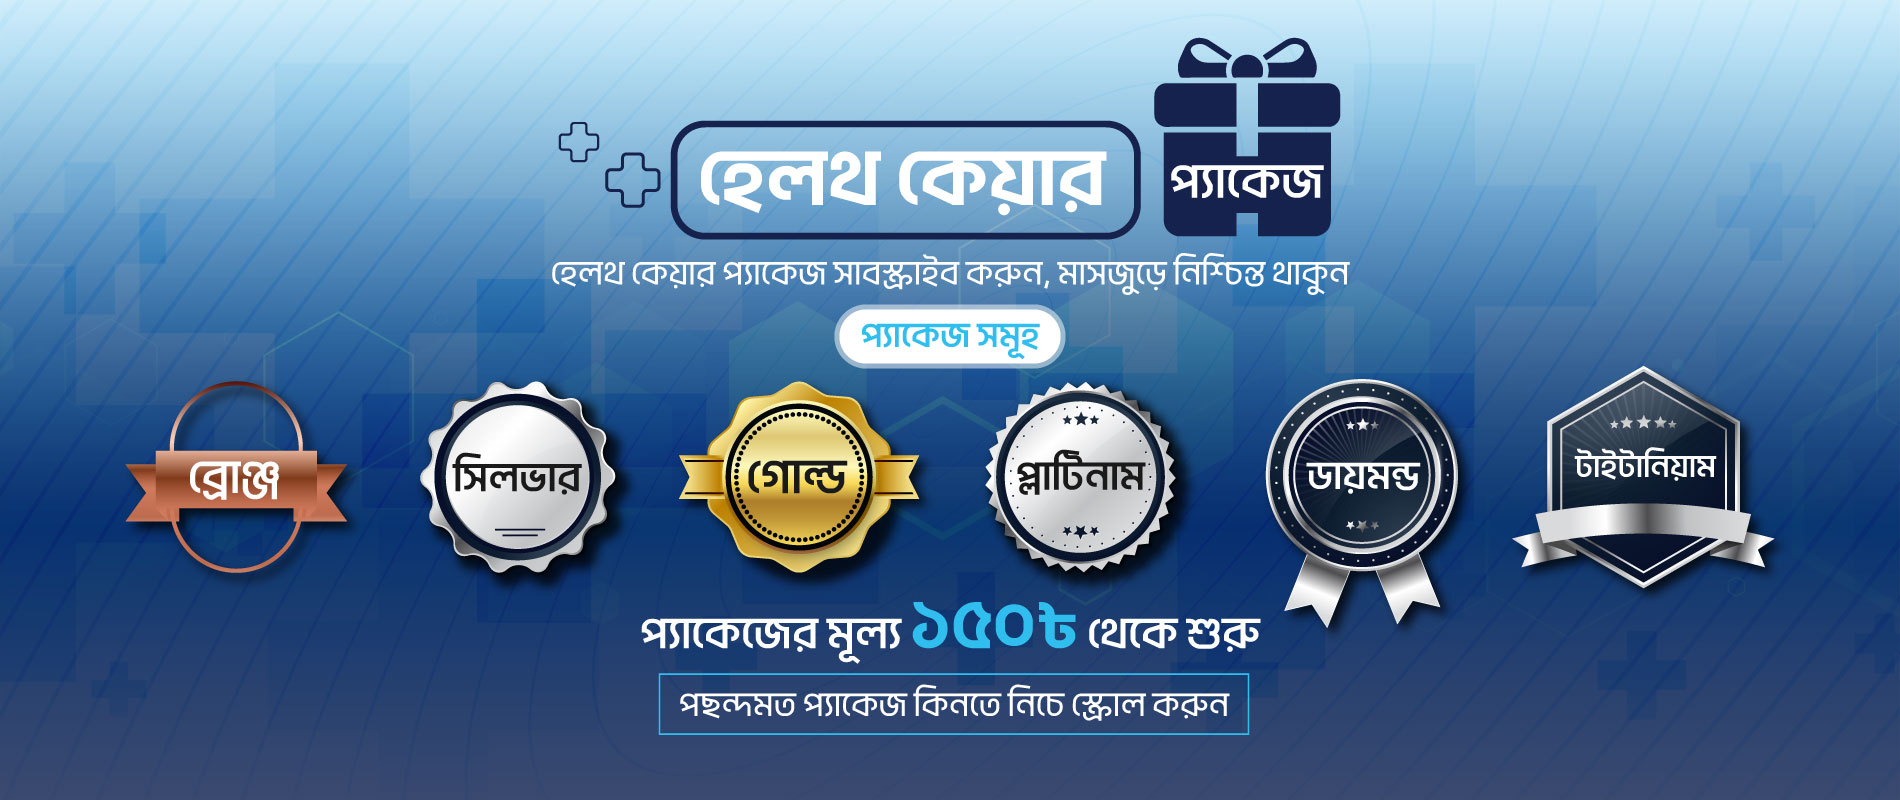 হেলথ কেয়ার প্যাকেজ
হেলথ কেয়ার প্যাকেজ সাবস্ক্রাইব করুন, মাসজুড়ে নিশ্চিন্ত থাকুন
প্যাকেজ সমূহ
ব্রোঞ্জ
সিলভার
গোল্ড
প্লাটিনাম
ডায়মন্ড
টাইটানিয়াম
প্যাকেজের মূল্য ১৫০৳ থেকে শুরু
পছন্দমত প্যাকেজ কিনতে নিচে স্ক্রোল করুন